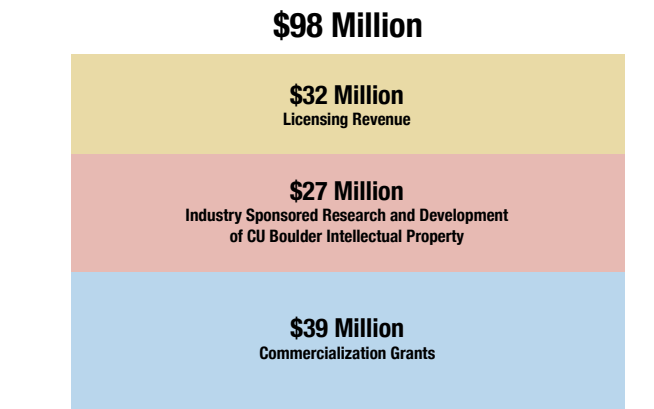 $98 Million
$32 Million
Licensing Revenue
$27 Million
Industry Sponsored Research and Development
of CU Boulder Intellectual Property
$39 Million
Commercialization Grants